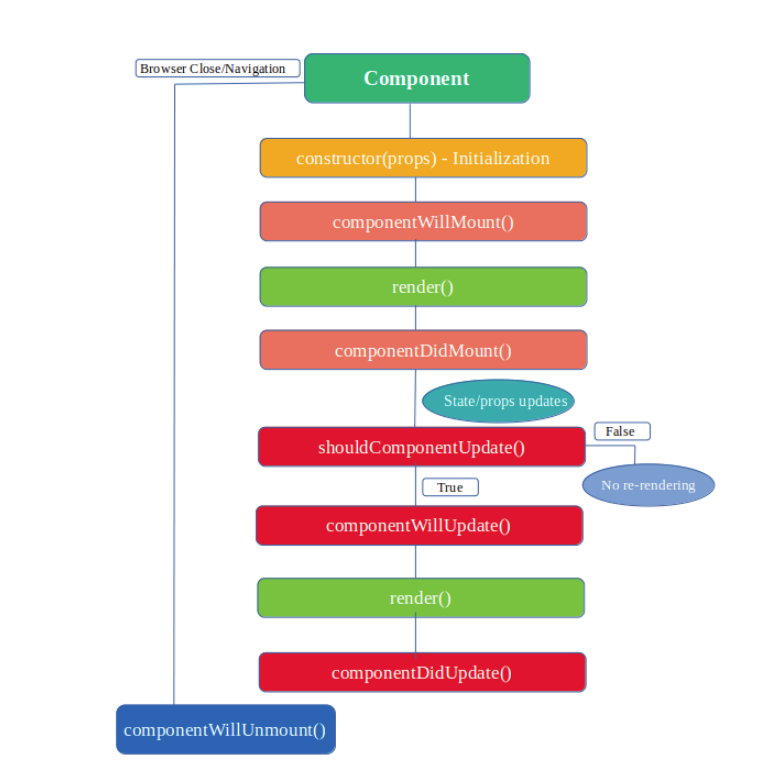 Browser Close/Navigation
Component
constructor(props) - Initialization
componentWillMount()
render()
componentDidMount()
State/props updates
shouldComponentUpdate()
False
No re-rendering
True
componentWillUpdate()
render()
componentDidUpdate()
componentWillUnmount()